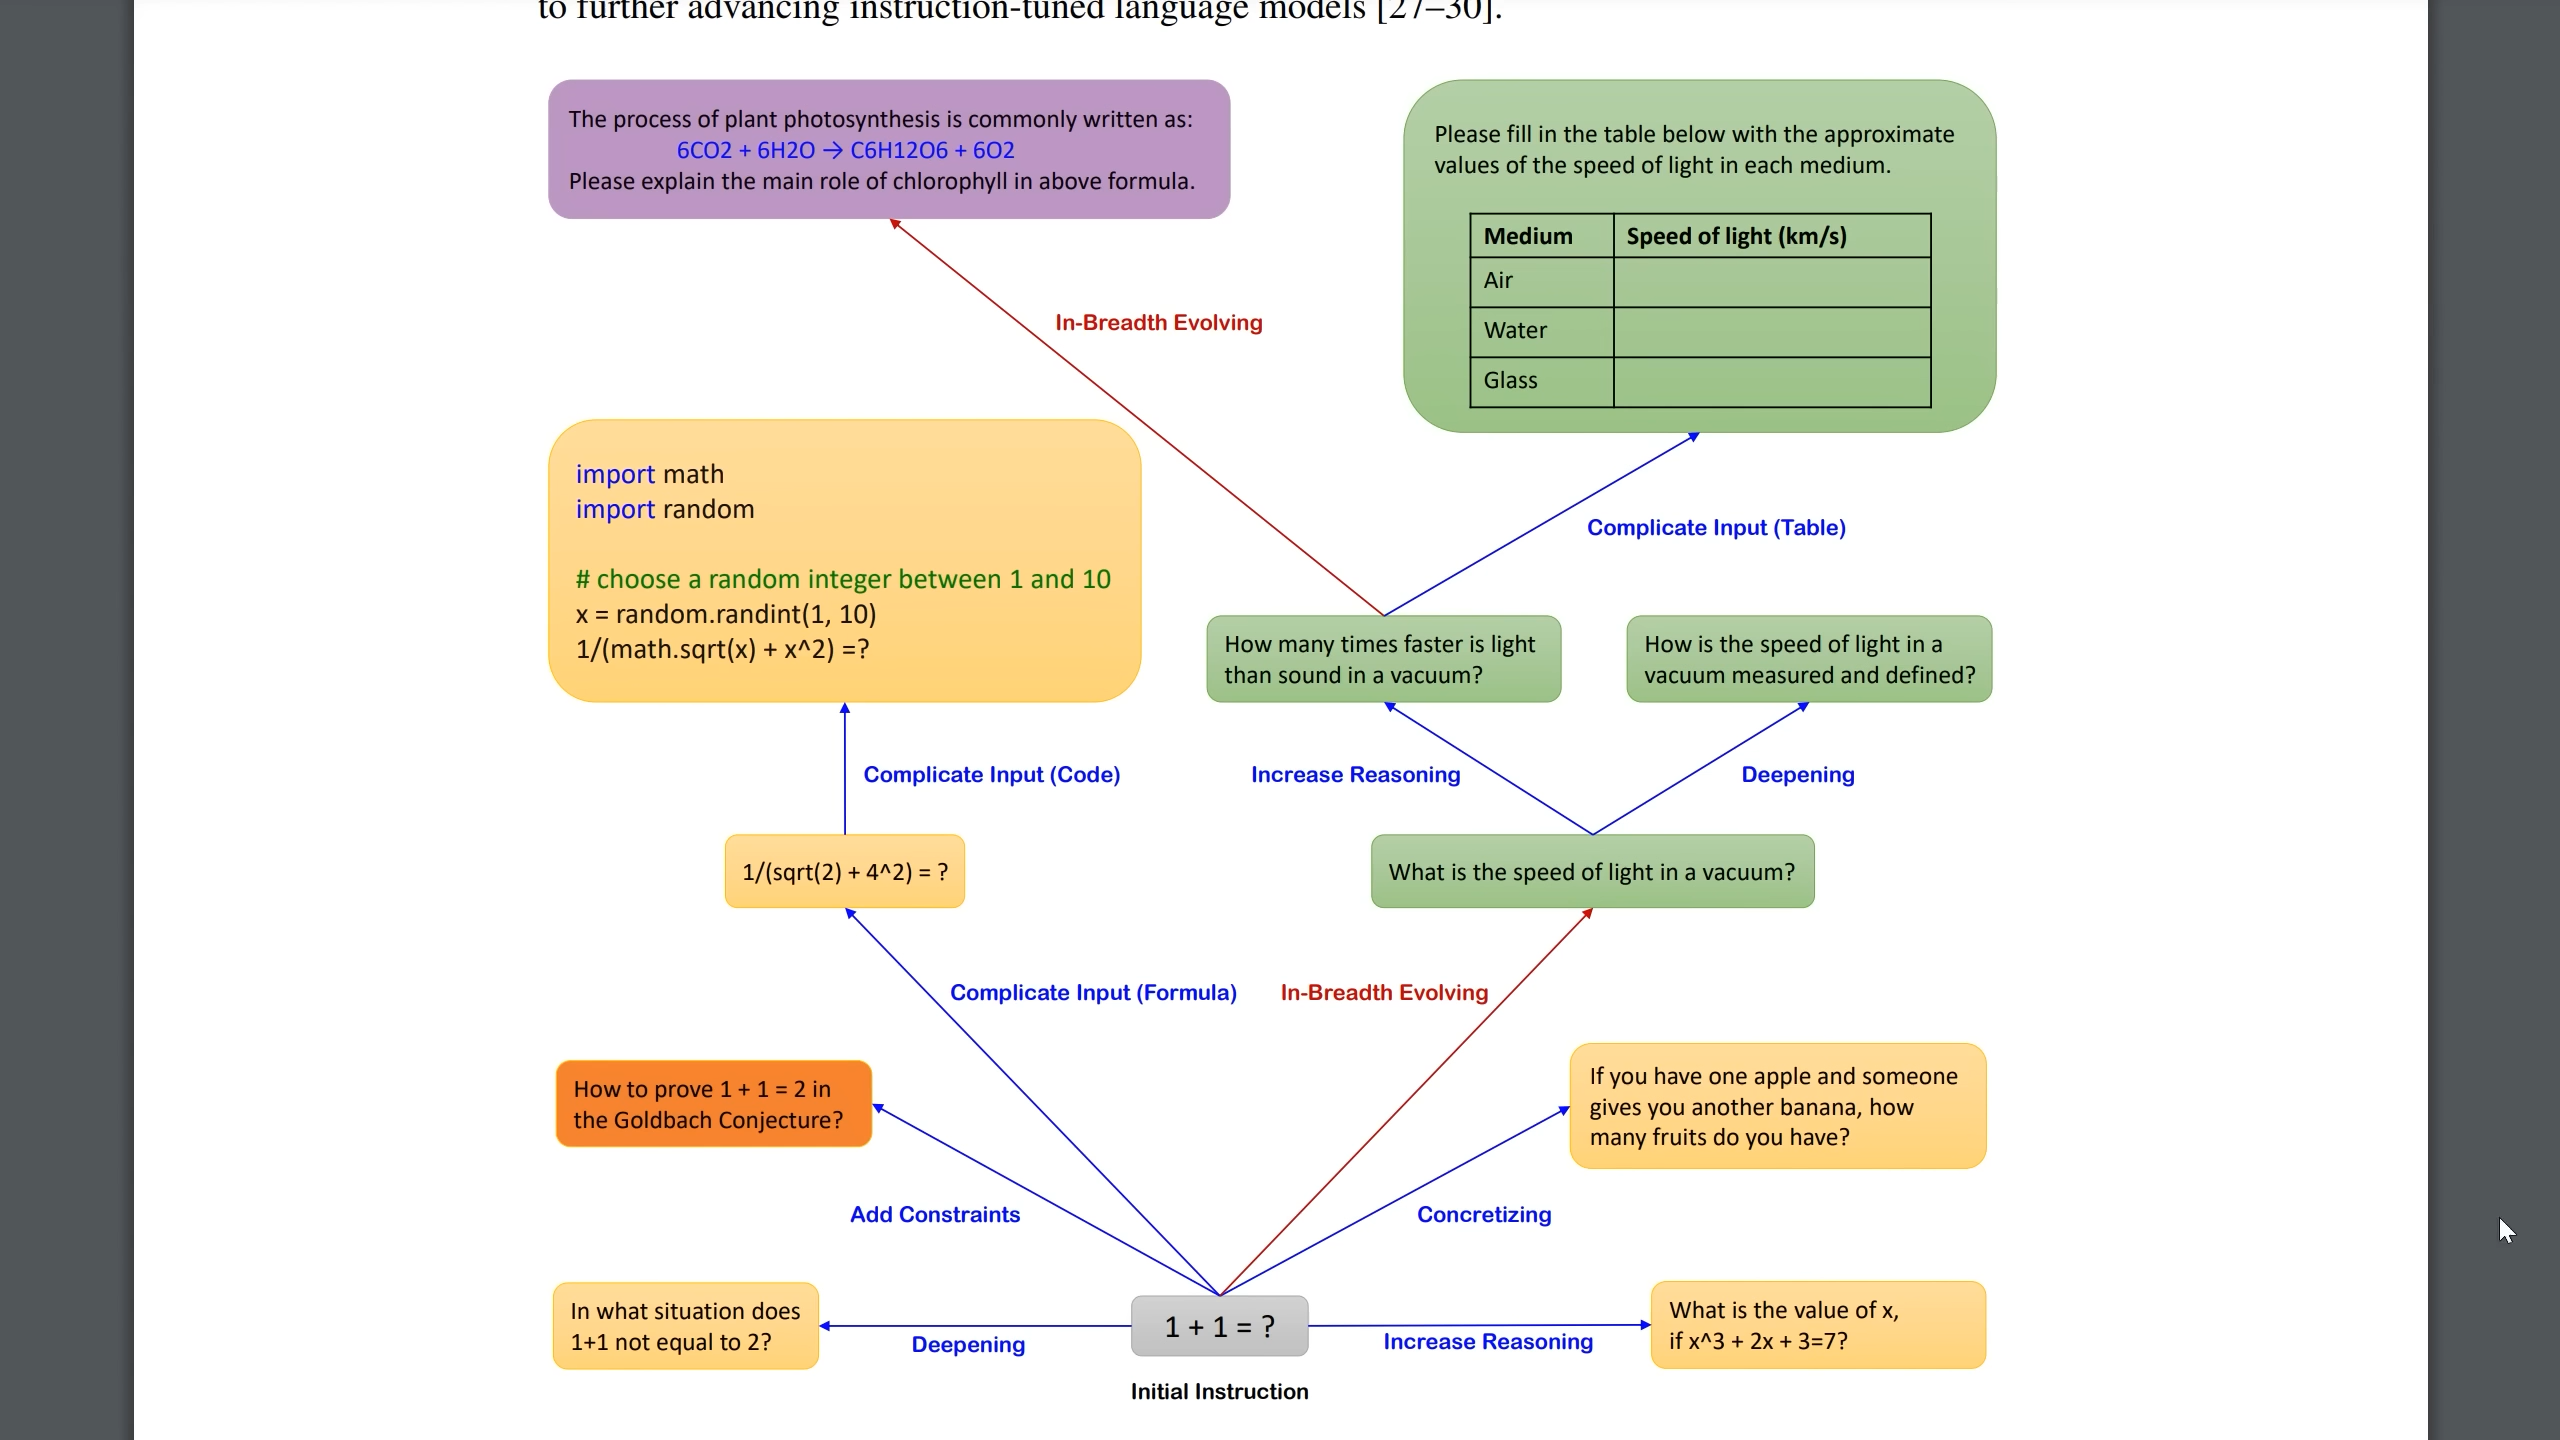 to further advancing instruction-tuned language models [27–30].
The process of plant photosynthesis is commonly written as:
6CO2 + 6H2O → C6H12O6 + 6O2
Please explain the main role of chlorophyll in above formula.
Please fill in the table below with the approximate
values of the speed of light in each medium.
Medium Speed of light (km/s)
Air
Water
Glass
In-Breadth Evolving
import math
import random
# choose a random integer between 1 and 10
x = random.randint(1, 10)
1/(math.sqrt(x) + x^2) =?
Complicate Input (Table)
How many times faster is light
than sound in a vacuum?
How is the speed of light in a
vacuum measured and defined?
Complicate Input (Code)
Increase Reasoning
Deepening
1/(sqrt(2) + 4^2) = ?
What is the speed of light in a vacuum?
Complicate Input (Formula)
In-Breadth Evolving
How to prove 1 + 1 = 2 in
the Goldbach Conjecture?
If you have one apple and someone
gives you another banana, how
many fruits do you have?
Add Constraints
Concretizing
In what situation does
1+1 not equal to 2?
Deepening
1 + 1 = ?
Increase Reasoning
What is the value of x,
if x^3 + 2x + 3=7?
Initial Instruction